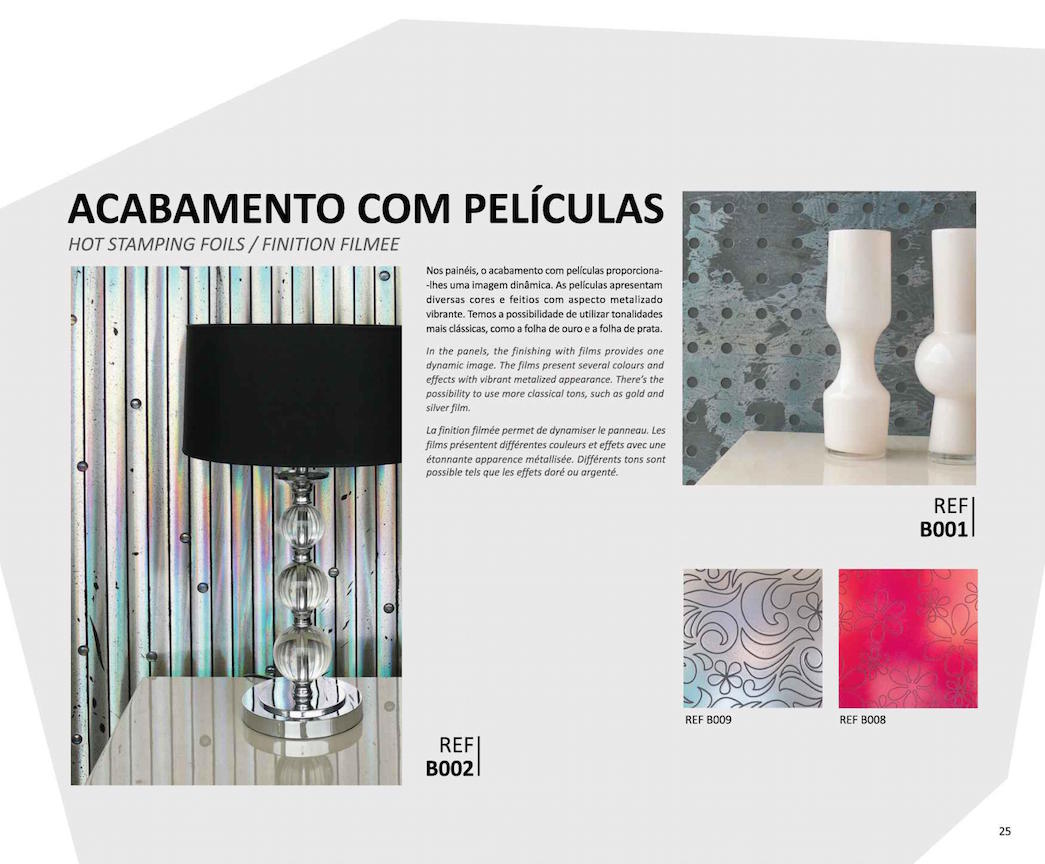 ACABAMENTO COM PELÍCULAS
HOT STAMPING FOILS / FINITION FILMEE
Nos painéis, o acabamento com películas proporciona-
-lhes uma imagem dinâmica. As películas apresentam
diversas cores e feitios com aspecto metalizado
vibrante. Temos a possibilidade de utilizar tonalidades
mais clássicas, como a folha de ouro e a folha de prata.
In the panels, the finishing with films provides one
dynamic image. The films present several colours and
effects with vibrant metalized appearance. There's the
possibility to use more classical tons, such as gold and
silver film.
La finition filmée permet de dynamiser le panneau. Les
films présentent différentes couleurs et effets avec une
étonnante apparence métallisée. Différents tons sont
possible tels que les effets doré ou argenté.
REF
B001
REF B009
REF B008
REF
B002
25